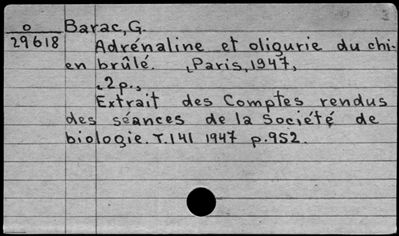 O Barac, G.
29618
Adrénaline et oligurie du chi-
en brûlé. Paris, 1947,
2p.,
Extrait des Comptes rendus
des séances de la Société de
biologie. T.141 1947 p.952.